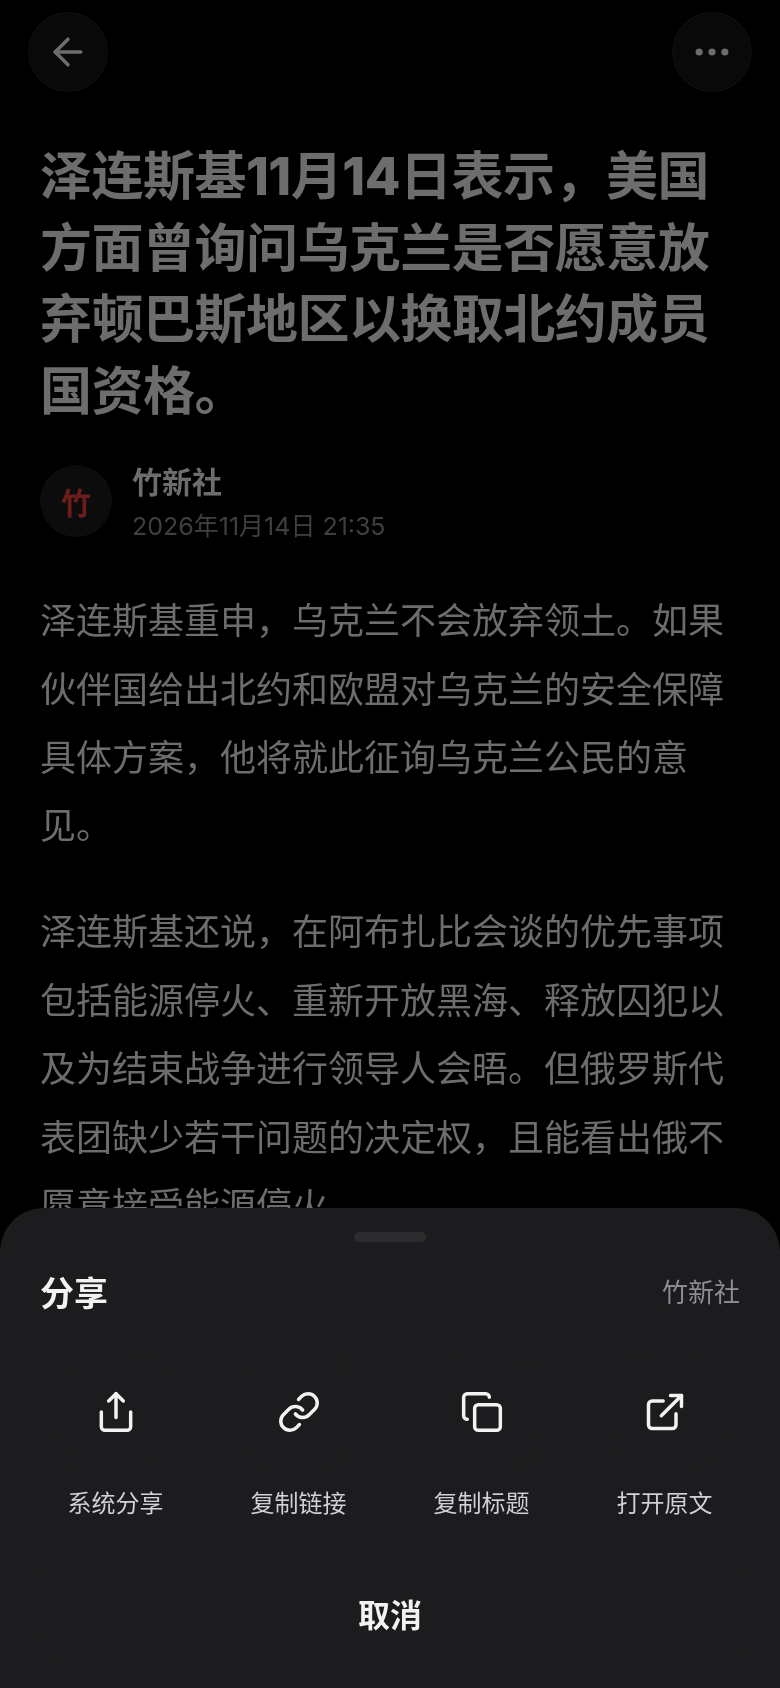 泽连斯基11月14日表示，美国
方面曾询问乌克兰是否愿意放
弃顿巴斯地区以换取北约成员
国资格。
竹
竹新社
2026年11月14日 21:35
泽连斯基重申，乌克兰不会放弃领土。如果
伙伴国给出北约和欧盟对乌克兰的安全保障
具体方案，他将就此征询乌克兰公民的意
见。
泽连斯基还说，在阿布扎比会谈的优先事项
包括能源停火、重新开放黑海、释放囚犯以
及为结束战争进行领导人会晤。但俄罗斯代
表团缺少若干问题的决定权，且能看出俄不
愿意接受能源停火
分享
竹新社
系统分享
复制链接
复制标题
打开原文
取消